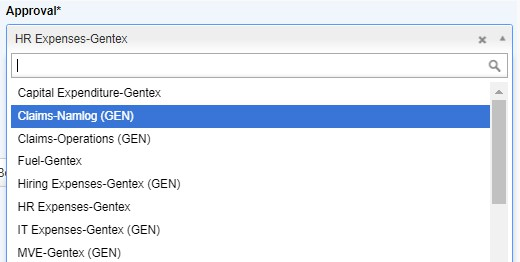 Approval*
HR Expenses-Gentex
Capital Expenditure-Gentex
Claims-Namlog (GEN)
Claims-Operations (GEN)
Fuel-Gentex
Hiring Expenses-Gentex (GEN)
HR Expenses-Gentex
IT Expenses-Gentex (GEN)
MVE-Gentex (GEN)